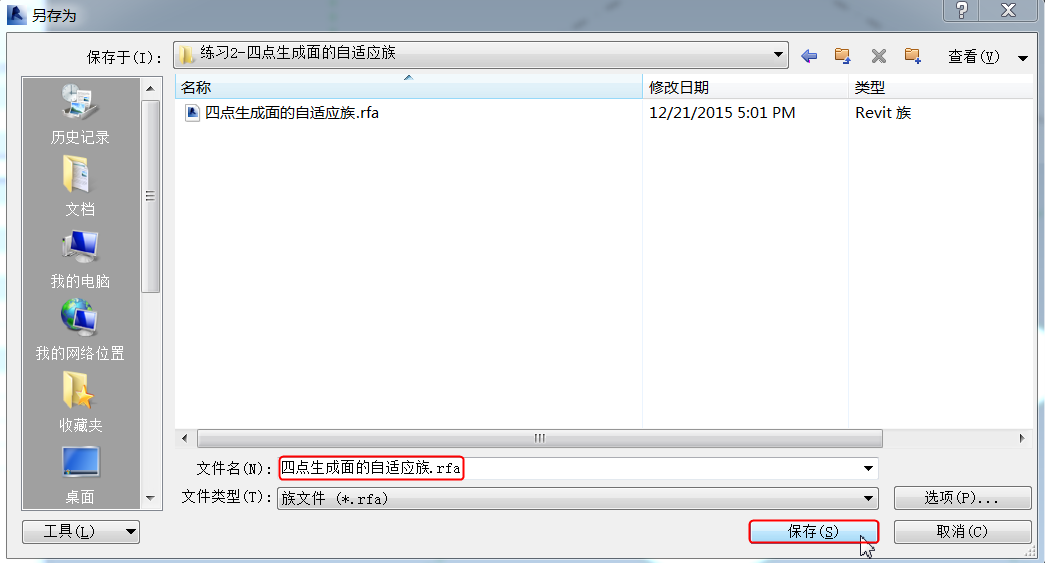 另存为
保存于(I):
练习2-四点生成面的自适应族
查看(V)
名称
修改日期
类型
四点生成面的自适应族.rfa
12/21/2015 5:01 PM
Revit 族
历史记录
文档
我的电脑
我的网络位置
收藏夹
桌面
文件名(N):
四点生成面的自适应族.rfa
文件类型(T):
族文件 (*.rfa)
选项(P)...
工具(L)
保存(S)
取消(C)